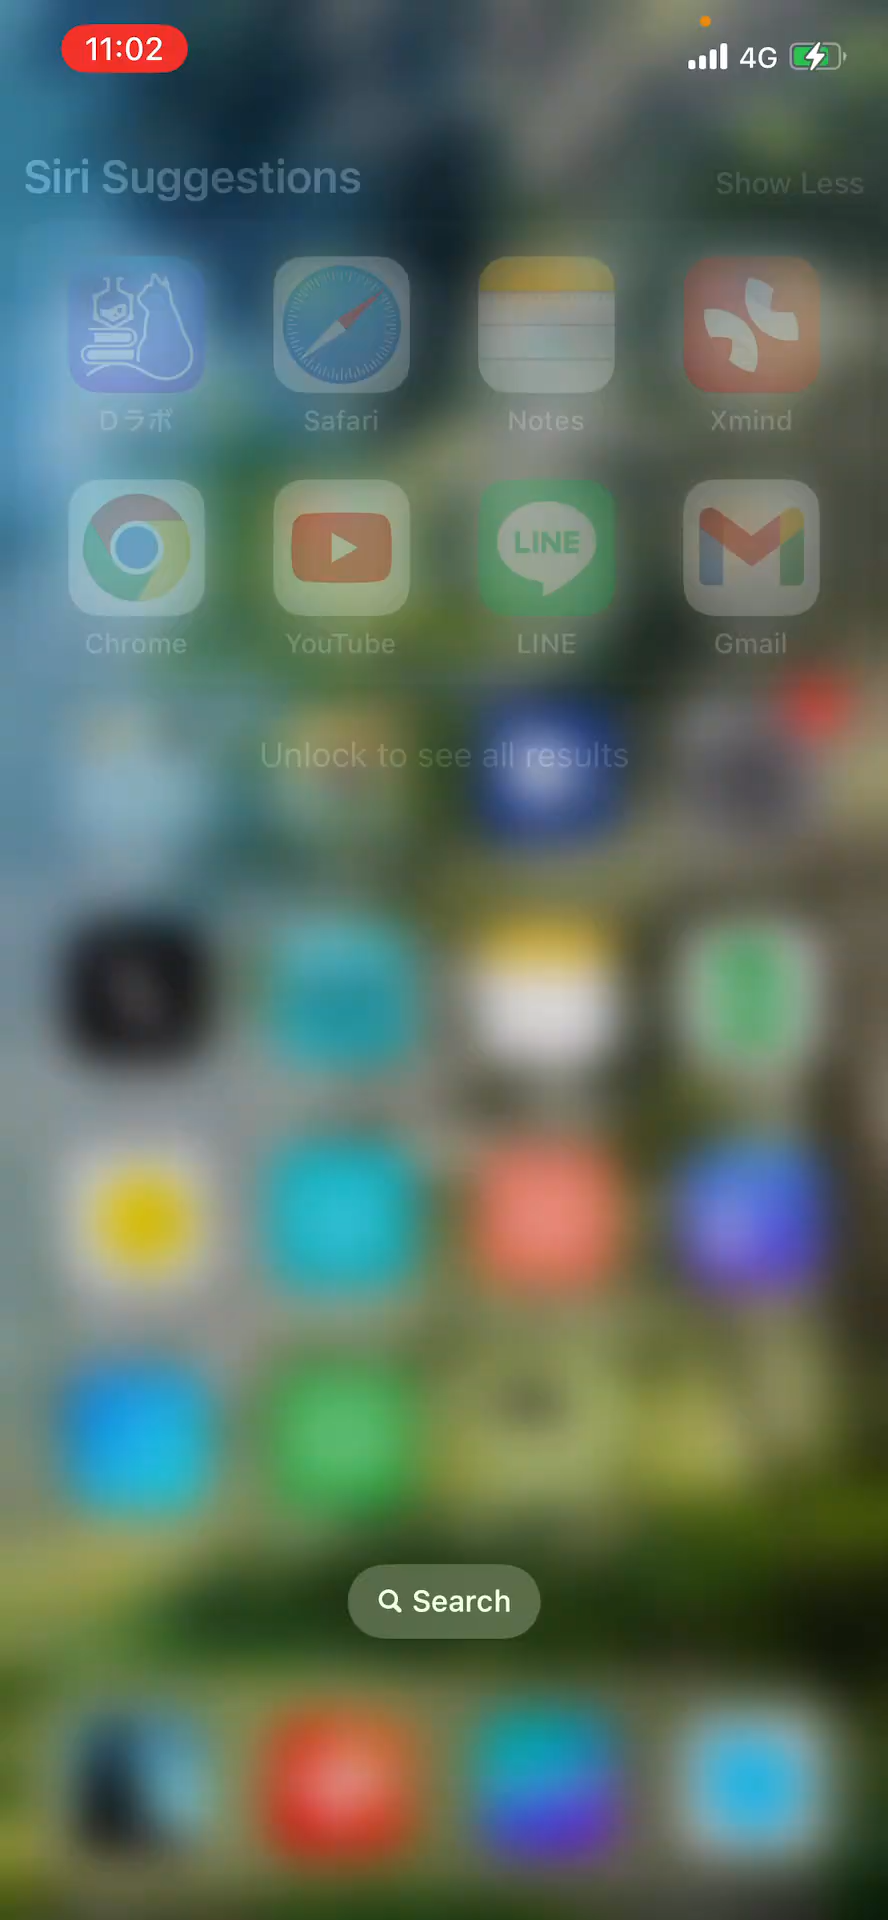 11:02
4G
Siri Suggestions
Show Less
Dラボ
Safari
Notes
Xmind
LINE
Chrome
YouTube
LINE
Gmail
Unlock to see all results
Search